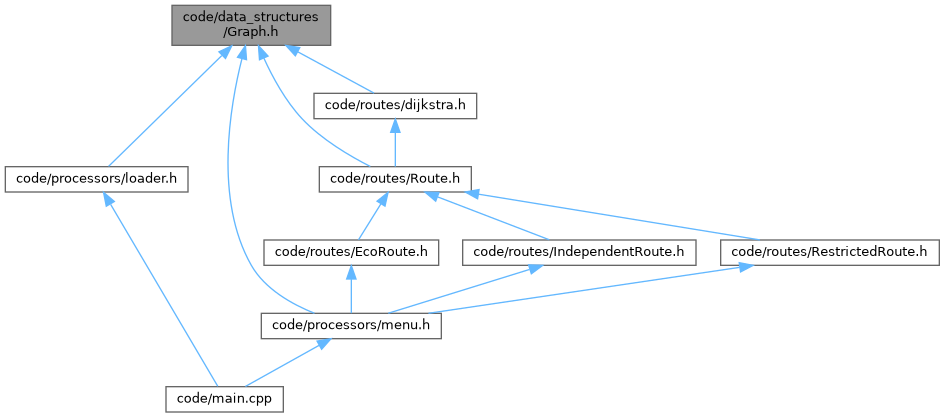 code/data_structures
/Graph.h
code/routes/dijkstra.h
code/processors/loader.h
code/routes/Route.h
code/routes/EcoRoute.h
code/routes/IndependentRoute.h
code/routes/RestrictedRoute.h
code/processors/menu.h
code/main.cpp